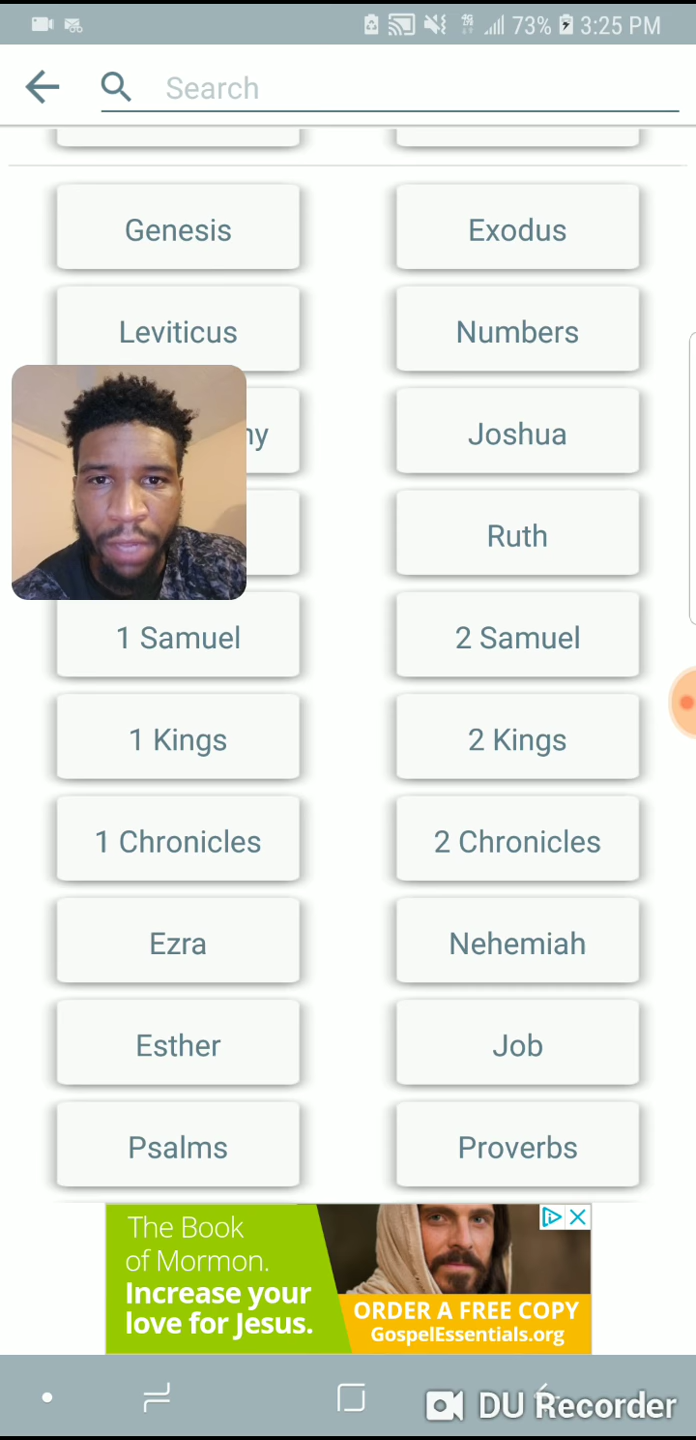 73% 3:25 PM
Search
Genesis Exodus
Leviticus Numbers
Joshua
Ruth
1 Samuel 2 Samuel
1 Kings 2 Kings
1 Chronicles 2 Chronicles
Ezra Nehemiah
Esther Job
Psalms Proverbs
The Book
of Mormon.
Increase your
love for Jesus.
ORDER A FREE COPY
GospelEssentials.org
DU Recorder